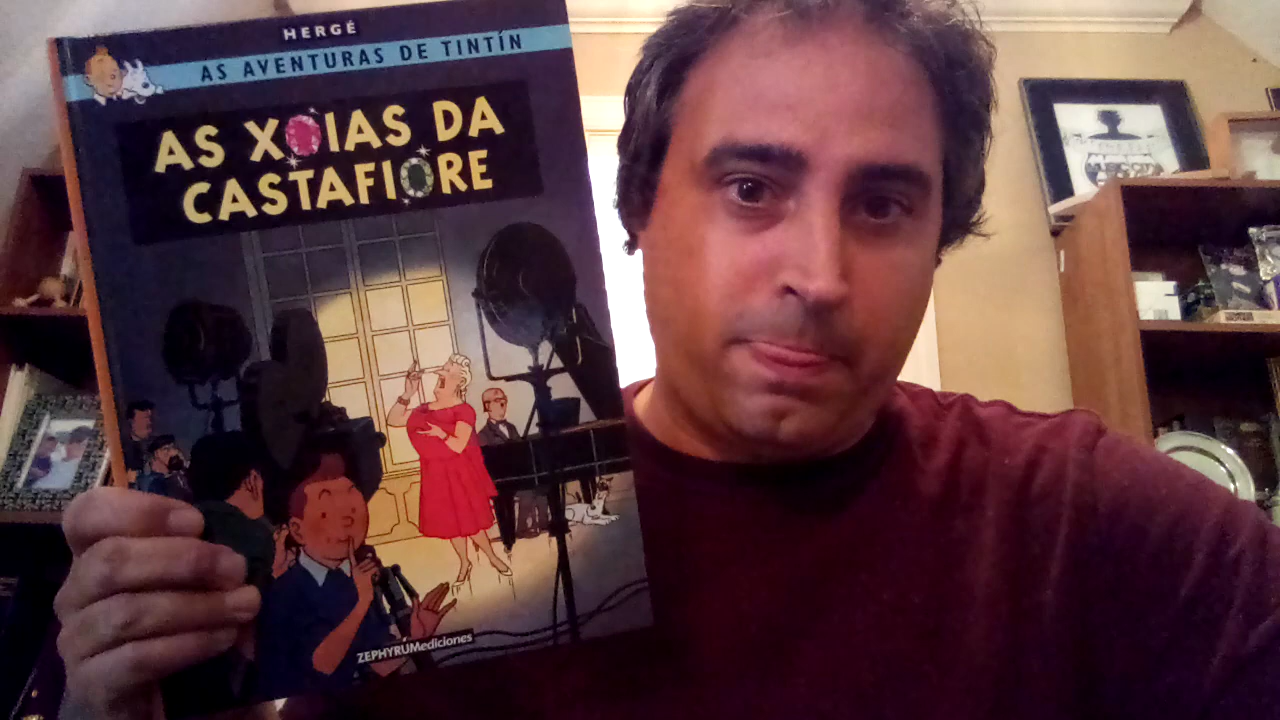 HERGÉ
AS AVENTURAS DE TINTÍN
AS XOIAS DA
CASTAFIORE
ZEPHYRUMediciones